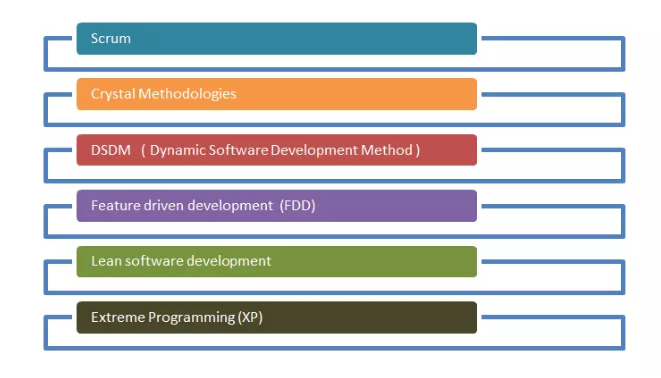 Scrum
Crystal Methodologies
DSDM ( Dynamic Software Development Method )
Feature driven development (FDD)
Lean software development
Extreme Programming (XP)